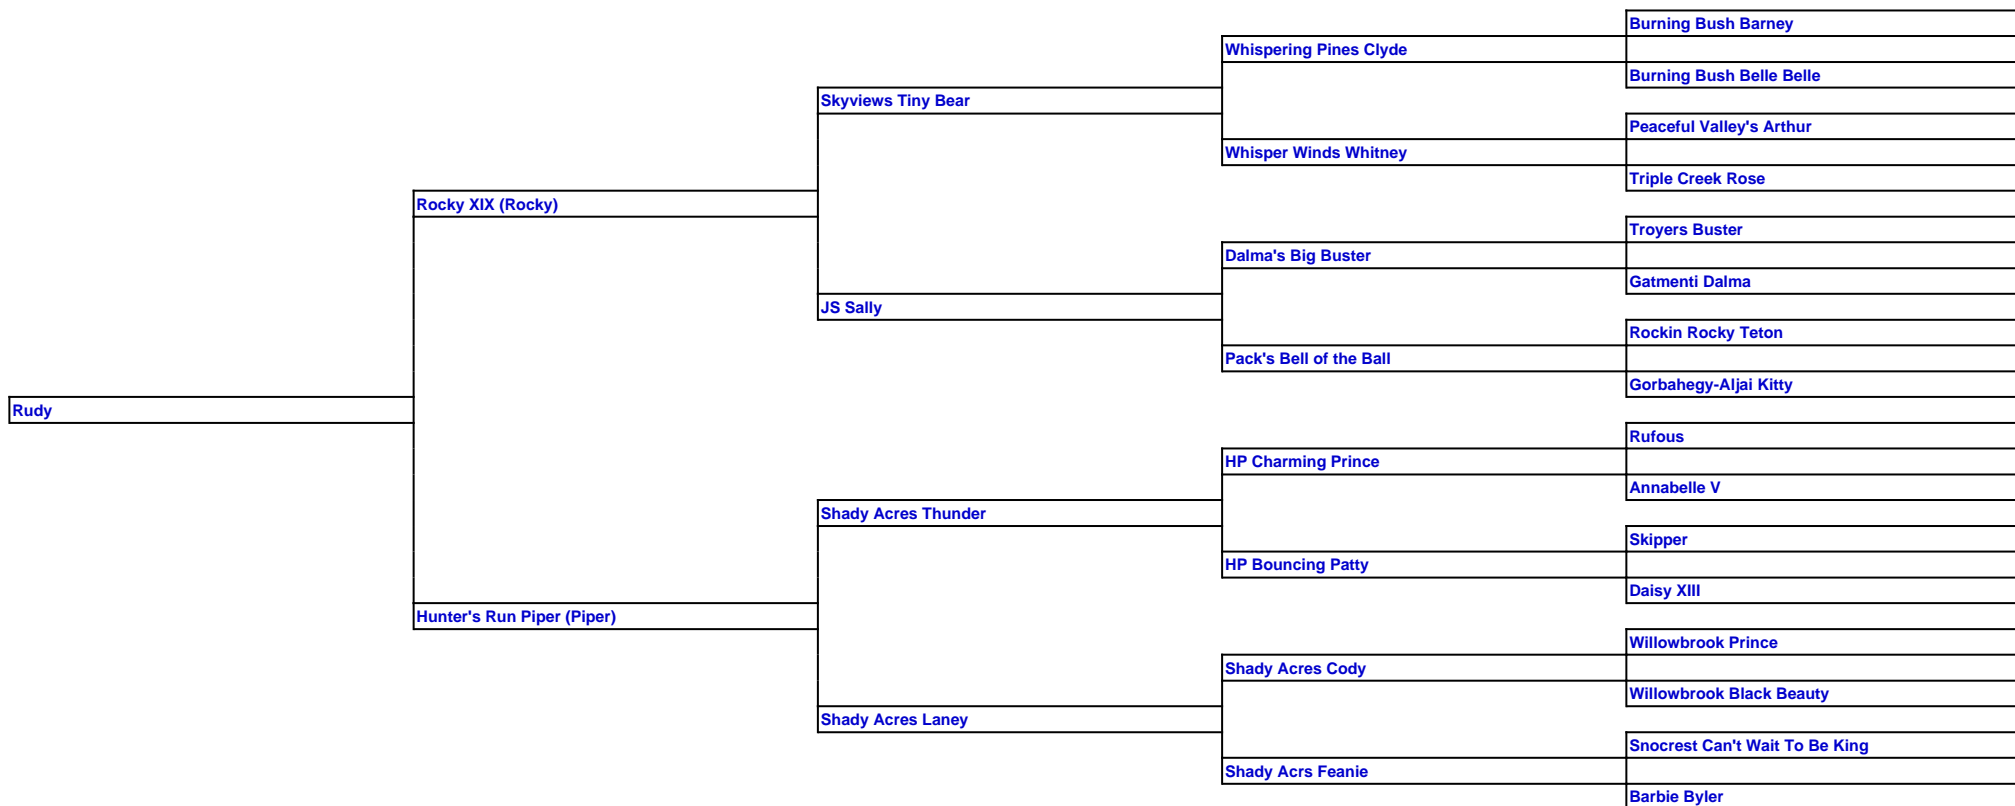 Burning Bush Barney
Whispering Pines Clyde
Burning Bush Belle Belle
Skyviews Tiny Bear
Peaceful Valley's Arthur
Whisper Winds Whitney
Triple Creek Rose
Rocky XIX (Rocky)
Troyers Buster
Dalma's Big Buster
Gatmenti Dalma
JS Sally
Rockin Rocky Teton
Pack's Bell of the Ball
Gorbahegy-Aljai Kitty
Rudy
Rufous
HP Charming Prince
Annabelle V
Shady Acres Thunder
Skipper
HP Bouncing Patty
Daisy XIII
Hunter's Run Piper (Piper)
Willowbrook Prince
Shady Acres Cody
Willowbrook Black Beauty
Shady Acres Laney
Snocrest Can't Wait To Be King
Shady Acrs Feanie
Barbie Byler